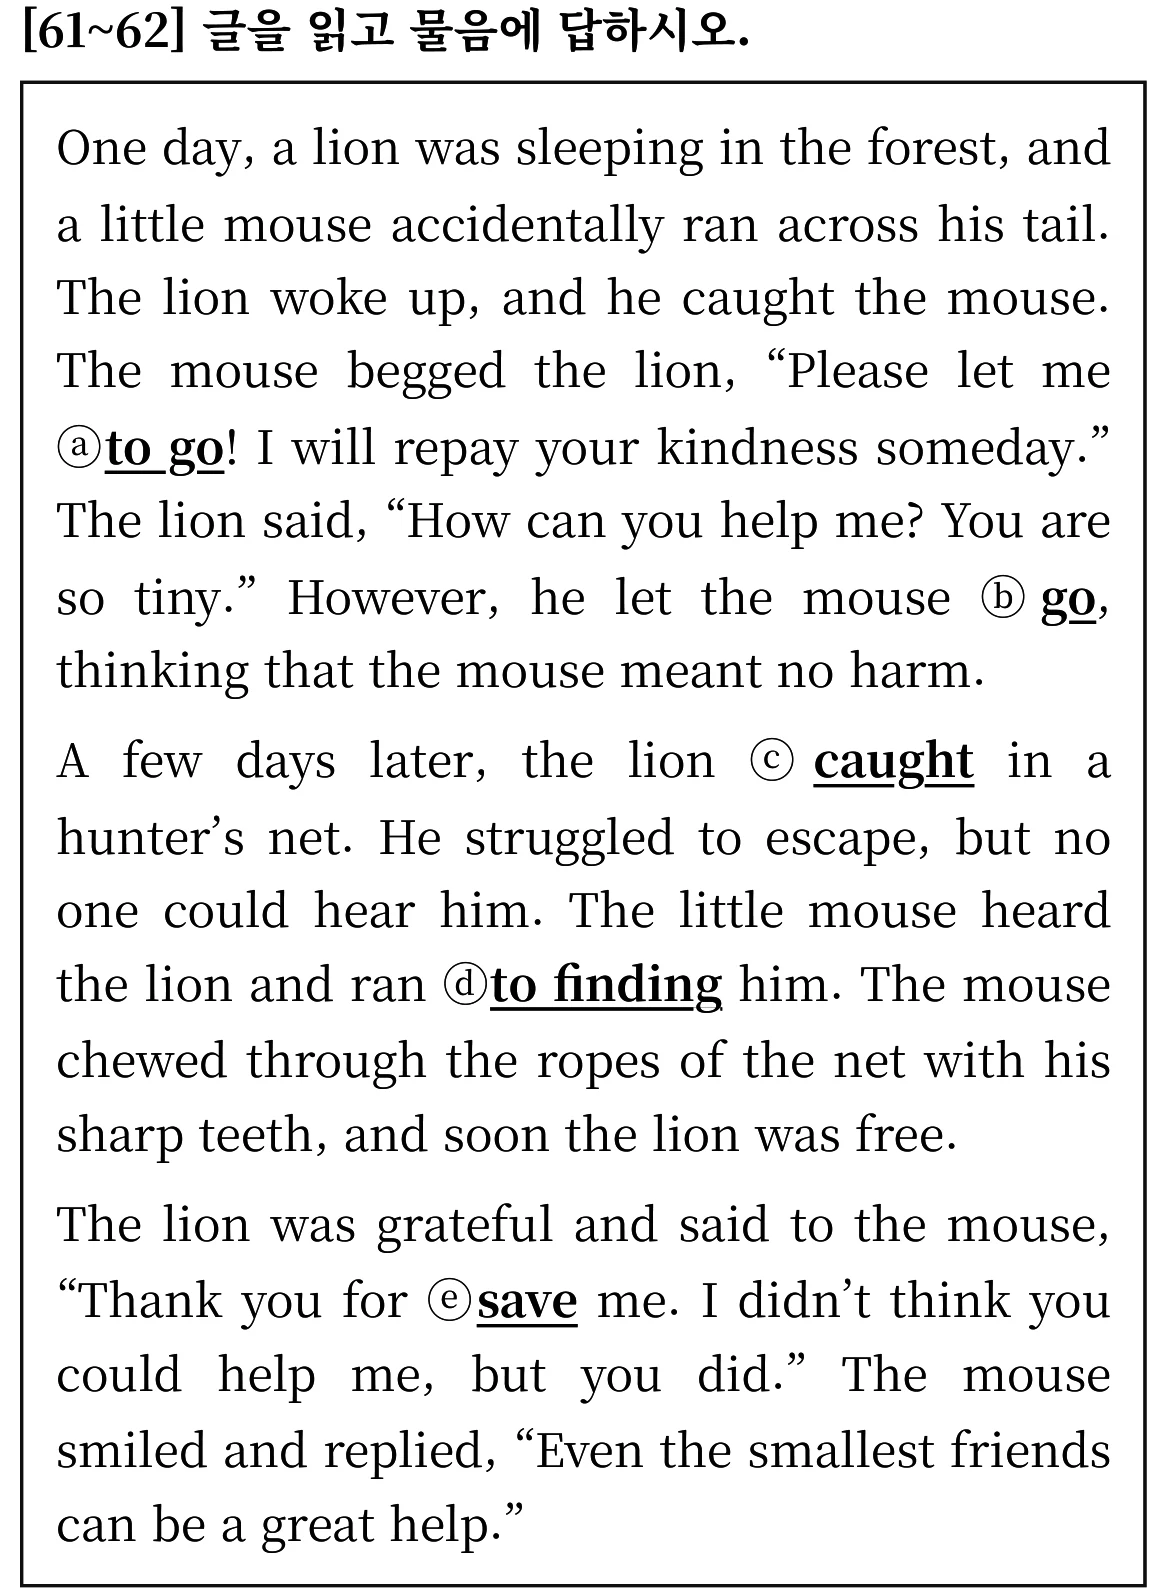 [61~62] 글을 읽고 물음에 답하시오.
One day, a lion was sleeping in the forest, and
a little mouse accidentally ran across his tail.
The lion woke up, and he caught the mouse.
The mouse begged the lion, “Please let me
ⓐto go! I will repay your kindness someday.”
The lion said, “How can you help me? You are
so tiny.” However, he let the mouse ⓑ go,
thinking that the mouse meant no harm.
A few days later, the lion ⓒ caught in a
hunter’s net. He struggled to escape, but no
one could hear him. The little mouse heard
the lion and ran ⓓto finding him. The mouse
chewed through the ropes of the net with his
sharp teeth, and soon the lion was free.
The lion was grateful and said to the mouse,
“Thank you for ⓔsave me. I didn’t think you
could help me, but you did.” The mouse
smiled and replied, “Even the smallest friends
can be a great help.”